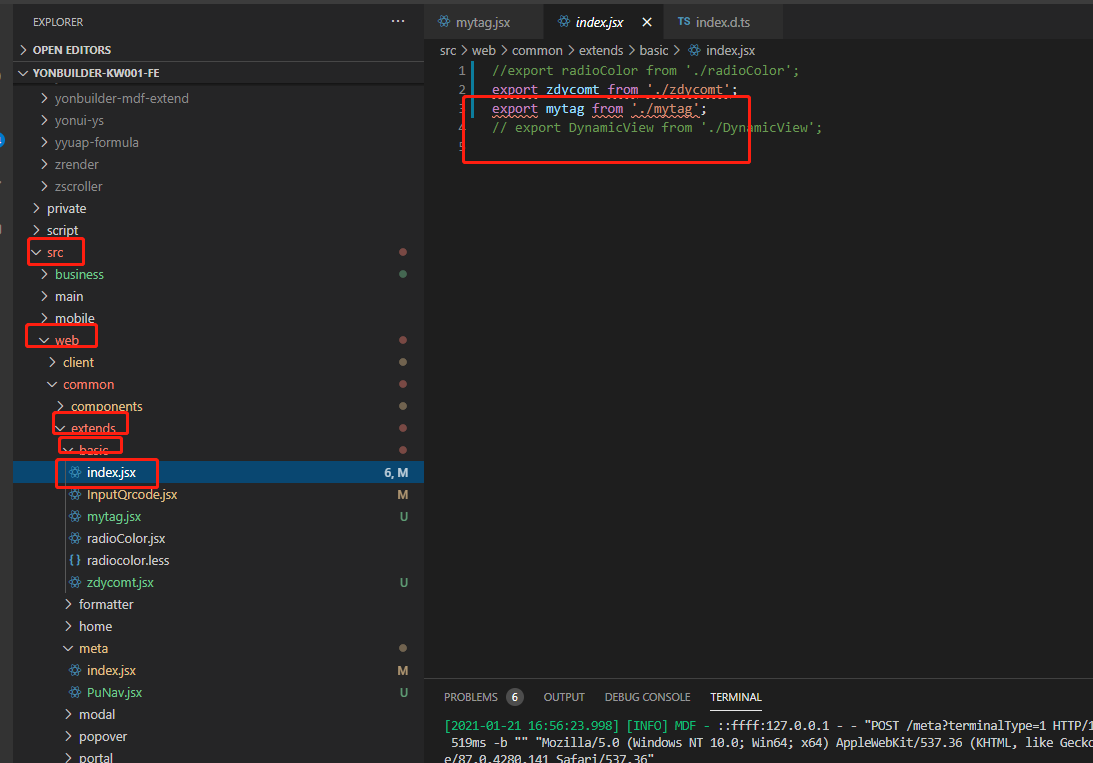 EXPLORER
OPEN EDITORS
YONBUILDER-KW001-FE
yonbuilder-mdf-extend
yonui-ys
yyuap-formula
zrender
zscroller
private
script
src
business
main
mobile
web
client
common
components
extends
basic
index.jsx 6, M
InputQrcode.jsx M
mytag.jsx U
radioColor.jsx
radiocolor.less
zdycomt.jsx U
formatter
home
meta
index.jsx M
PuNav.jsx U
modal
popover
portal
mytag.jsx index.jsx TS index.d.ts
src > web > common > extends > basic > index.jsx
1 //export radioColor from './radioColor';
2 export zdycomt from './zdycomt';
3 export mytag from './mytag';
4 // export DynamicView from './DynamicView';
5
PROBLEMS 6 OUTPUT DEBUG CONSOLE TERMINAL
[2021-01-21 16:56:23.998] [INFO] MDF - ::ffff:127.0.0.1 - - "POST /meta?terminalType=1 HTTP/1
519ms -b "" "Mozilla/5.0 (Windows NT 10.0; Win64; x64) AppleWebKit/537.36 (KHTML, like Gecko
e/87.0.4280.141 Safari/537.36"